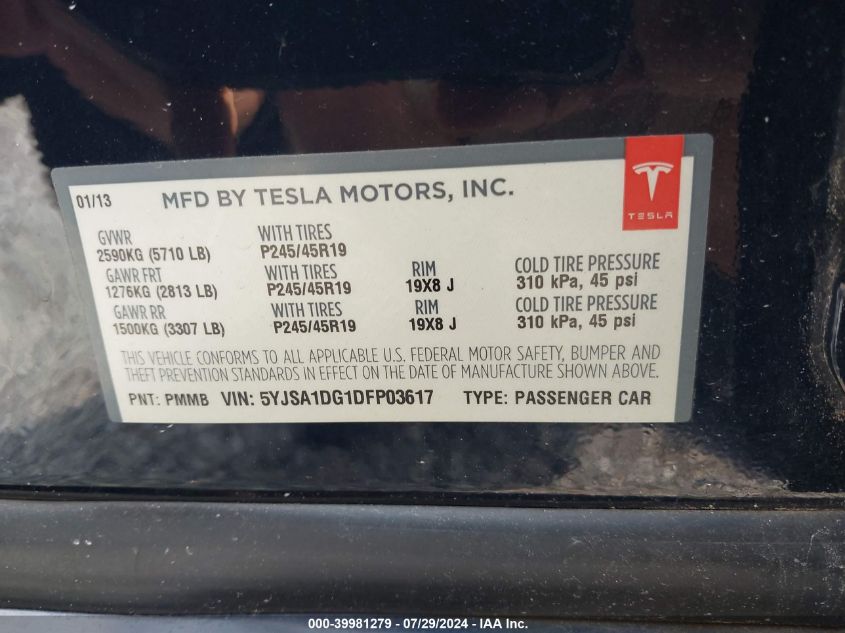 01/13 MFD BY TESLA MOTORS, INC.
TESLA
GVWR WITH TIRES
2590KG (5710 LB) P245/45R19
GAWR FRT WITH TIRES RIM COLD TIRE PRESSURE
1276KG (2813 LB) P245/45R19 19X8 J 310 kPa, 45 psi
GAWR RR WITH TIRES RIM COLD TIRE PRESSURE
1500KG (3307 LB) P245/45R19 19X8 J 310 kPa, 45 psi
THIS VEHICLE CONFORMS TO ALL APPLICABLE U.S. FEDERAL MOTOR SAFETY, BUMPER AND
THEFT PREVENTION STANDARDS IN EFFECT ON THE DATE OF MANUFACTURE SHOWN ABOVE.
PNT: PMMB VIN: 5YJSA1DG1DFP03617 TYPE: PASSENGER CAR
000-39981279 / 07/29/2024 - IAA Inc.